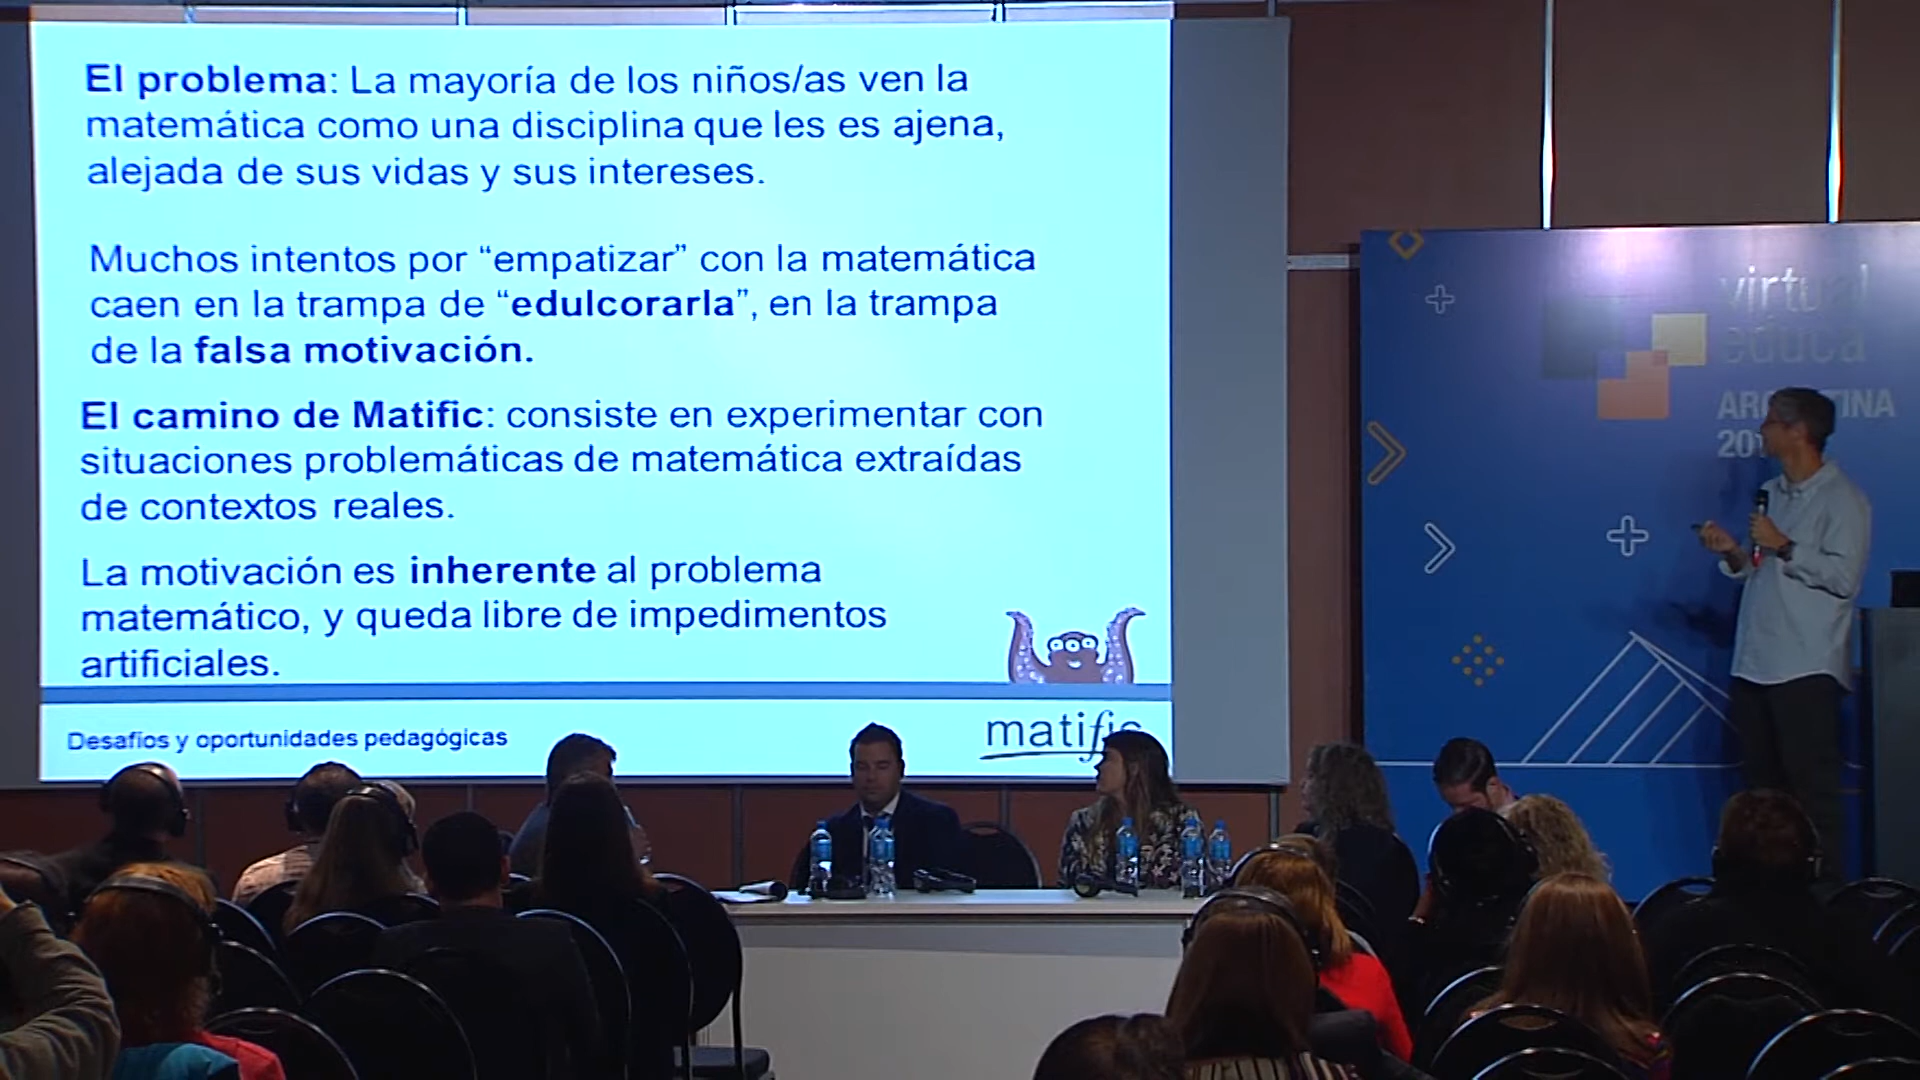 El problema: La mayoría de los niños/as ven la
matemática como una disciplina que les es ajena,
alejada de sus vidas y sus intereses.
Muchos intentos por “empatizar” con la matemática
caen en la trampa de “edulcorarla”, en la trampa
de la falsa motivación.
El camino de Matific: consiste en experimentar con
situaciones problemáticas de matemática extraídas
de contextos reales.
La motivación es inherente al problema
matemático, y queda libre de impedimentos
artificiales.
Desafíos y oportunidades pedagógicas
matific
virtual
educa